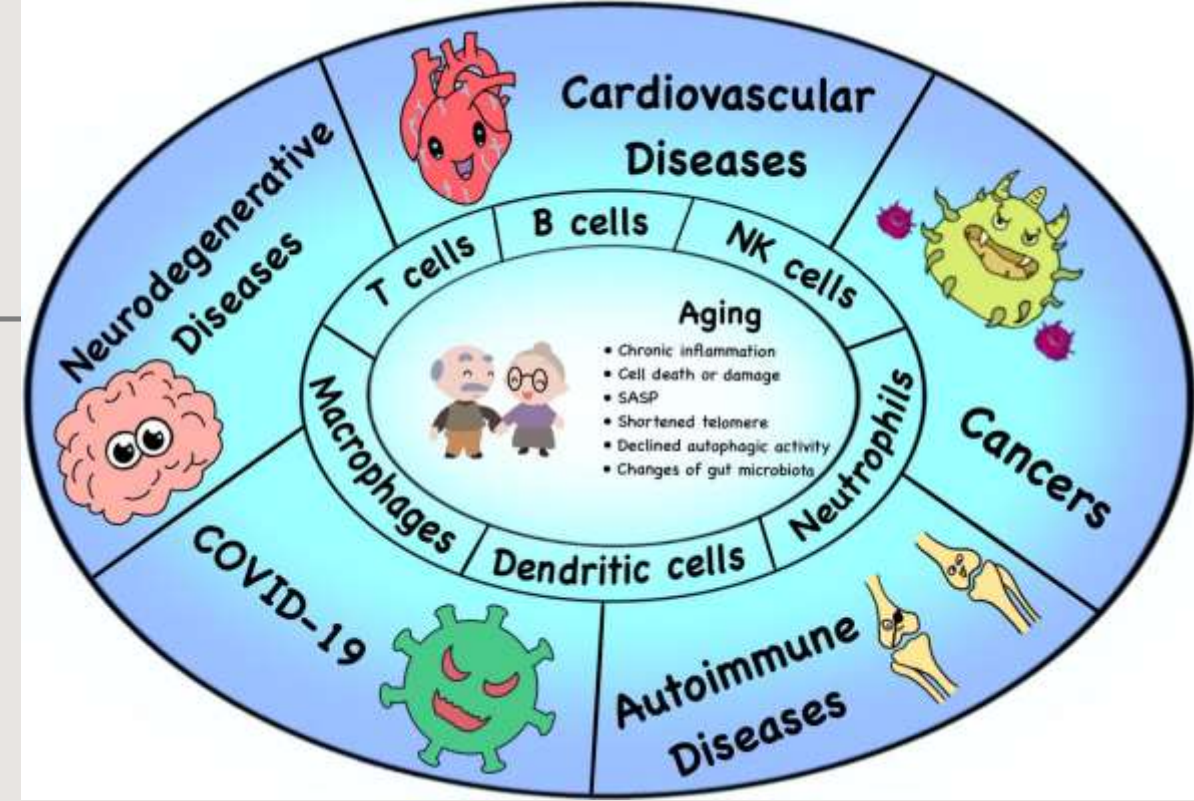 Cardiovascular
Diseases
Neurodegenerative
Diseases
Cancers
COVID-19
Autoimmune
Diseases
T cells
B cells
NK cells
Macrophages
Dendritic cells
Neutrophils
Aging
• Chronic inflammation
• Cell death or damage
• SASP
• Shortened telomere
• Declined autophagic activity
• Changes of gut microbiota